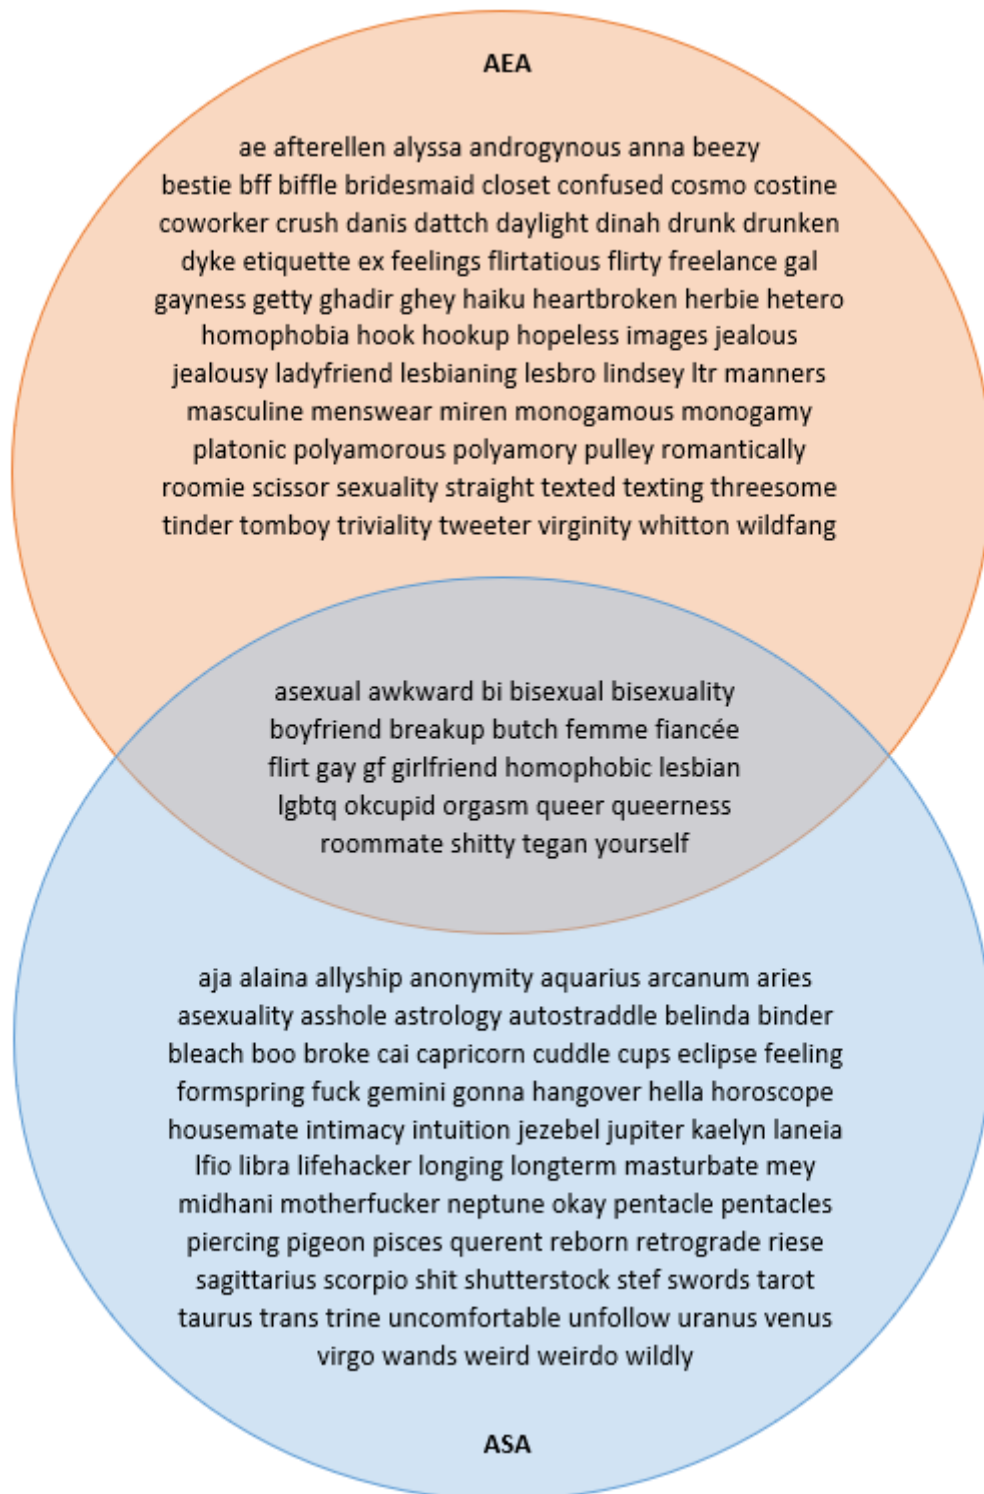 AEA
ae afterellen alyssa androgynous anna beezy
bestie bff biffle bridesmaid closet confused cosmo costine
coworker crush danis dattch daylight dinah drunk drunken
dyke etiquette ex feelings flirtatious flirty freelance gal
gayness getty ghadir ghey haiku heartbroken herbie hetero
homophobia hook hookup hopeless images jealous
jealousy ladyfriend lesbianing lesbro lindsey ltr manners
masculine menswear miren monogamous monogamy
platonic polyamorous polyamory pulley romantically
roomie scissor sexuality straight texted texting threesome
tinder tomboy triviality tweeter virginity whitton wildfang
asexual awkward bi bisexual bisexuality
boyfriend breakup butch femme fiancée
flirt gay gf girlfriend homophobic lesbian
lgbtq okcupid orgasm queer queerness
roommate shitty tegan yourself
aja alaina allyship anonymity aquarius arcanum aries
asexuality asshole astrology autostraddle belinda binder
bleach boo broke cai capricorn cuddle cups eclipse feeling
formspring fuck gemini gonna hangover hella horoscope
housemate intimacy intuition jezebel jupiter kaelyn laneia
lfio libra lifehacker longing longterm masturbate mey
midhani motherfucker neptune okay pentacle pentacles
piercing pigeon pisces querent reborn retrograde riese
sagittarius scorpio shit shutterstock stef swords tarot
taurus trans trine uncomfortable unfollow uranus venus
virgo wands weird weirdo wildly
ASA